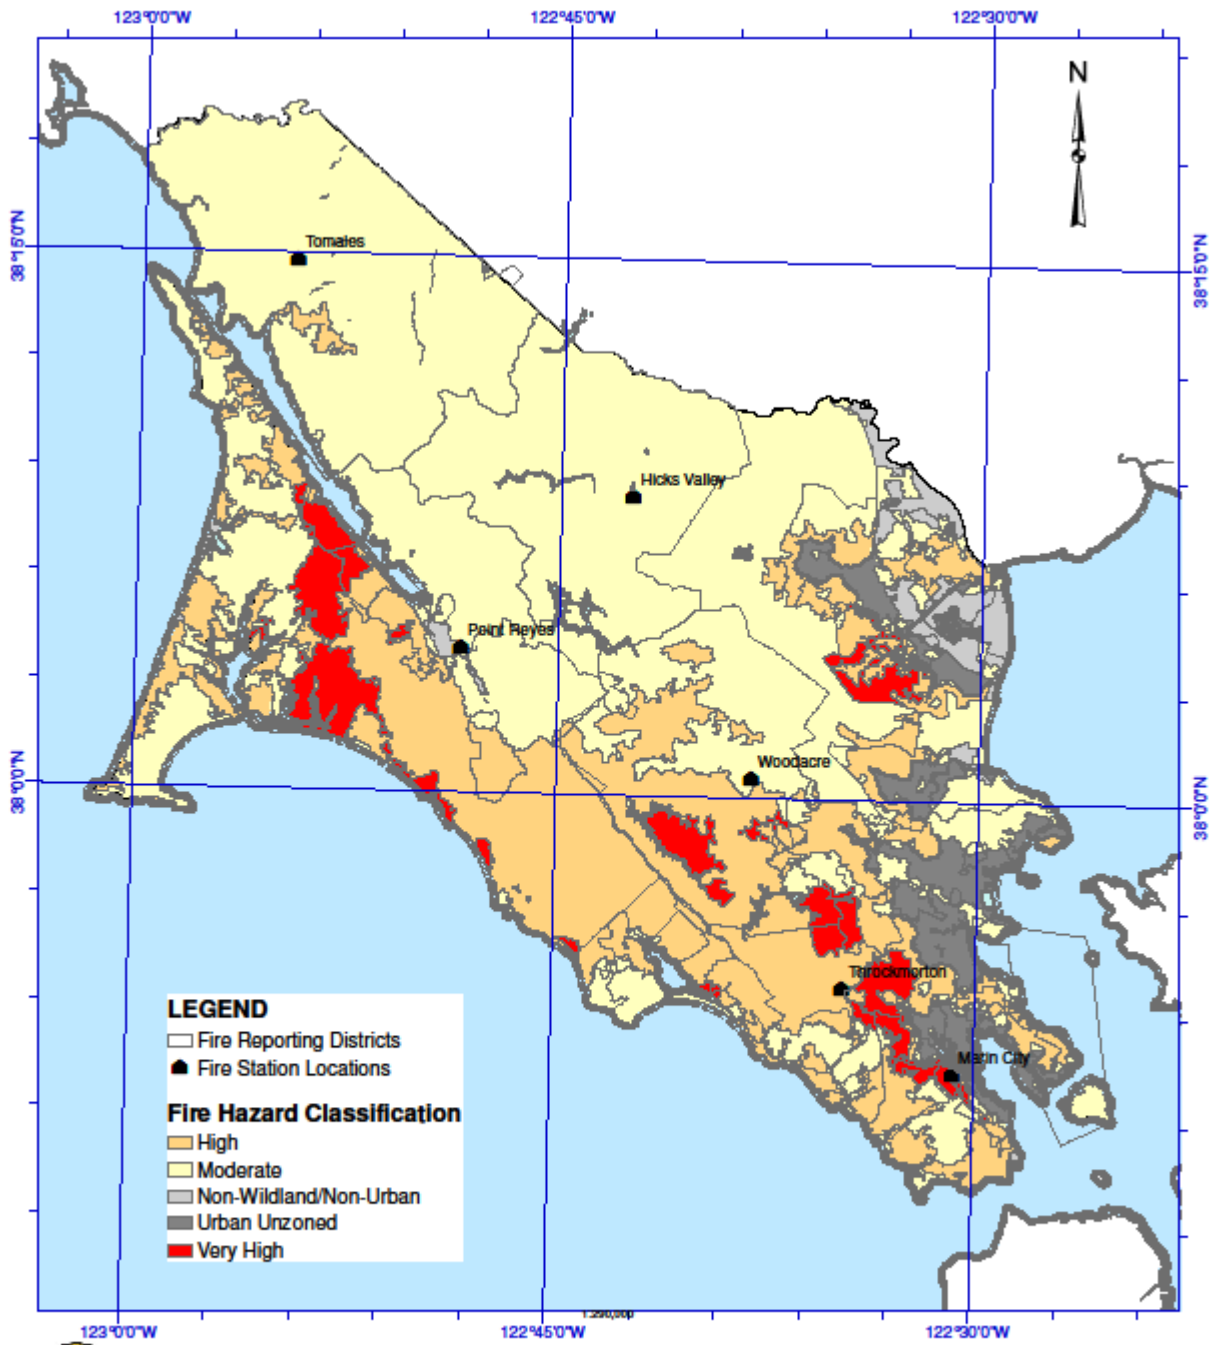 123°0'0"W 122°45'0"W 122°30'0"W
N
38°15'0"N
38°15'0"N
Tomales
Hicks Valley
Point Reyes
Woodacre
38°0'0"N
38°0'0"N
Throckmorton
Marin City
LEGEND
Fire Reporting Districts
Fire Station Locations
Fire Hazard Classification
High
Moderate
Non-Wildland/Non-Urban
Urban Unzoned
Very High
123°0'0"W 122°45'0"W 122°30'0"W